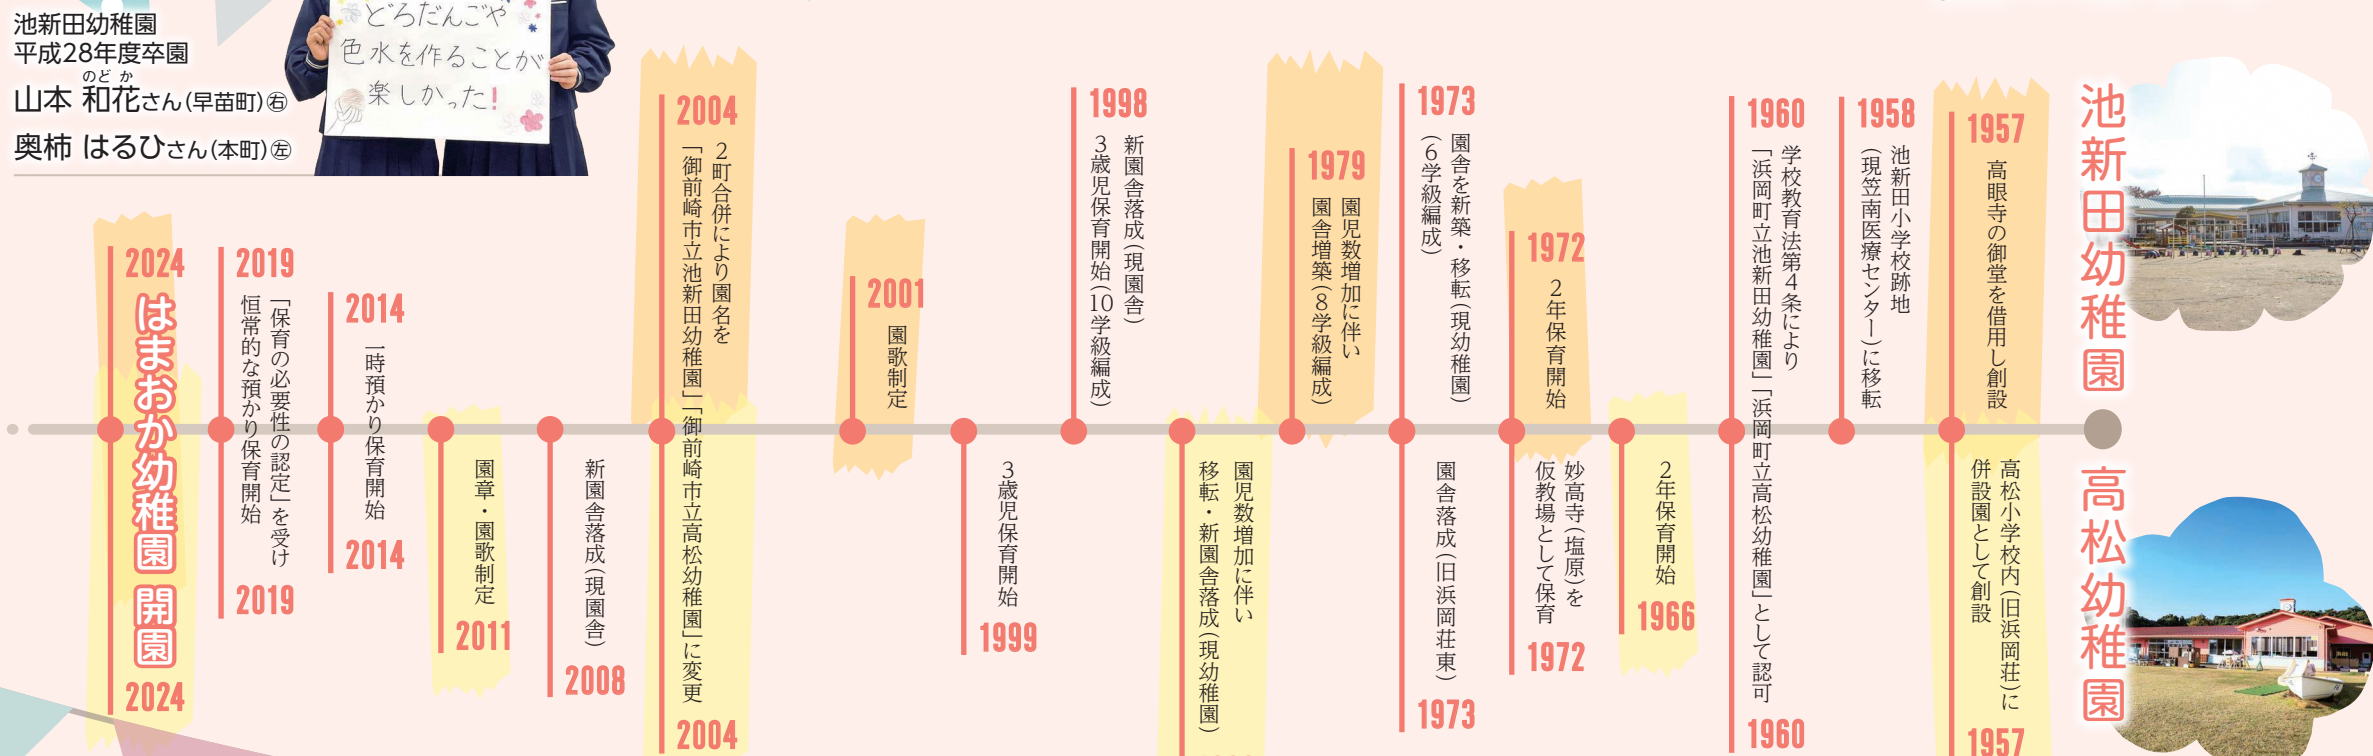 どろだんごや
色水を作ることが
楽しかった!
池新田幼稚園
平成28年度卒園
のどか
山本 和花さん(早苗町)㊨
奥柿 はるひさん(本町)㊧
池新田幼稚園
高松幼稚園
1957
高眼寺の御堂を借用し創設
高松小学校内(旧浜岡荘)に
併設園として創設
1957
1958
池新田小学校跡地
(現笠南医療センター)に移転
1960
学校教育法第4条により
「浜岡町立池新田幼稚園」「浜岡町立高松幼稚園」として認可
1960
2年保育開始
1966
1972
2年保育開始
妙高寺(塩原)を
仮教場として保育
1972
1973
園舎を新築・移転(現幼稚園)
(6学級編成)
園舎落成(旧浜岡荘東)
1973
1979
園児数増加に伴い
園舎増築(8学級編成)
園児数増加に伴い
移転・新園舎落成(現幼稚園)
1998
新園舎落成(現園舎)
3歳児保育開始(10学級編成)
3歳児保育開始
1999
2001
園歌制定
2004
2町合併により園名を
「御前崎市立池新田幼稚園」「御前崎市立高松幼稚園」に変更
2004
新園舎落成(現園舎)
2008
園章・園歌制定
2011
2014
一時預かり保育開始
2014
2019
「保育の必要性の認定」を受け
恒常的な預かり保育開始
2019
2024
はまおか幼稚園 開園
2024